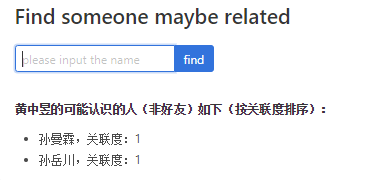 Find someone maybe related
please input the name
find
黄中昱的可能认识的人（非好友）如下（按关联度排序）：
孙曼霖，关联度：1
孙岳川，关联度：1